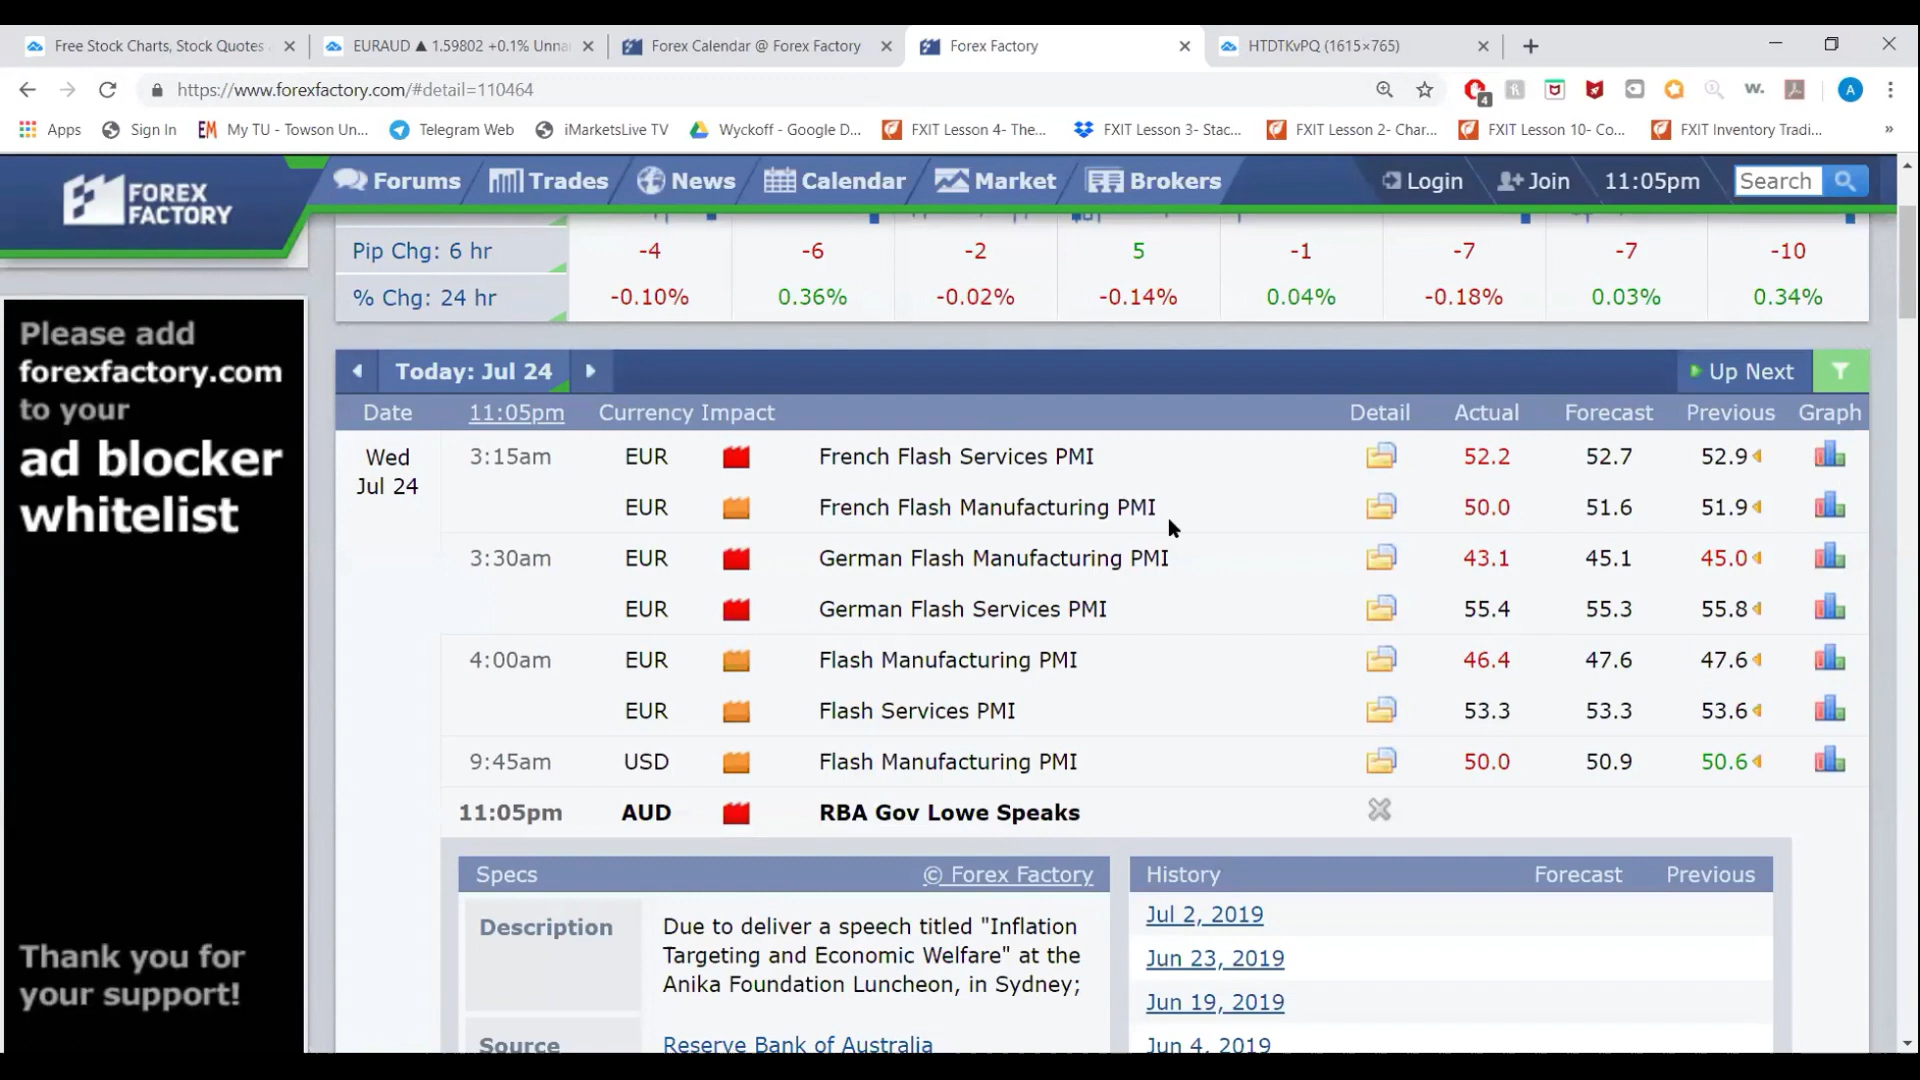 Free Stock Charts, Stock Quotes
EURAUD ▲ 1.59802 +0.1% Unna
Forex Calendar @ Forex Factory
Forex Factory
HTDTKvPQ (1615×765)
https://www.forexfactory.com/#detail=110464
4
A
Apps
Sign In
EM My TU - Towson Un...
Telegram Web
iMarketsLive TV
Wyckoff - Google D...
FXIT Lesson 4- The...
FXIT Lesson 3- Stac...
FXIT Lesson 2- Char...
FXIT Lesson 10- Co...
FXIT Inventory Tradi...
»
FOREX
FACTORY
Forums
Trades
News
Calendar
Market
Brokers
Login
Join
11:05pm
Search
Pip Chg: 6 hr -4 -6 -2 5 -1 -7 -7 -10
% Chg: 24 hr -0.10% 0.36% -0.02% -0.14% 0.04% -0.18% 0.03% 0.34%
Please add
forexfactory.com
to your
ad blocker
whitelist
Thank you for
your support!
Today: Jul 24
Up Next
Date 11:05pm Currency Impact Detail Actual Forecast Previous Graph
Wed
Jul 24
3:15am EUR French Flash Services PMI 52.2 52.7 52.9
EUR French Flash Manufacturing PMI 50.0 51.6 51.9
3:30am EUR German Flash Manufacturing PMI 43.1 45.1 45.0
EUR German Flash Services PMI 55.4 55.3 55.8
4:00am EUR Flash Manufacturing PMI 46.4 47.6 47.6
EUR Flash Services PMI 53.3 53.3 53.6
9:45am USD Flash Manufacturing PMI 50.0 50.9 50.6
11:05pm AUD RBA Gov Lowe Speaks
Specs © Forex Factory
Description
Due to deliver a speech titled "Inflation
Targeting and Economic Welfare" at the
Anika Foundation Luncheon, in Sydney;
Source Reserve Bank of Australia
History Forecast Previous
Jul 2, 2019
Jun 23, 2019
Jun 19, 2019
Jun 4, 2019